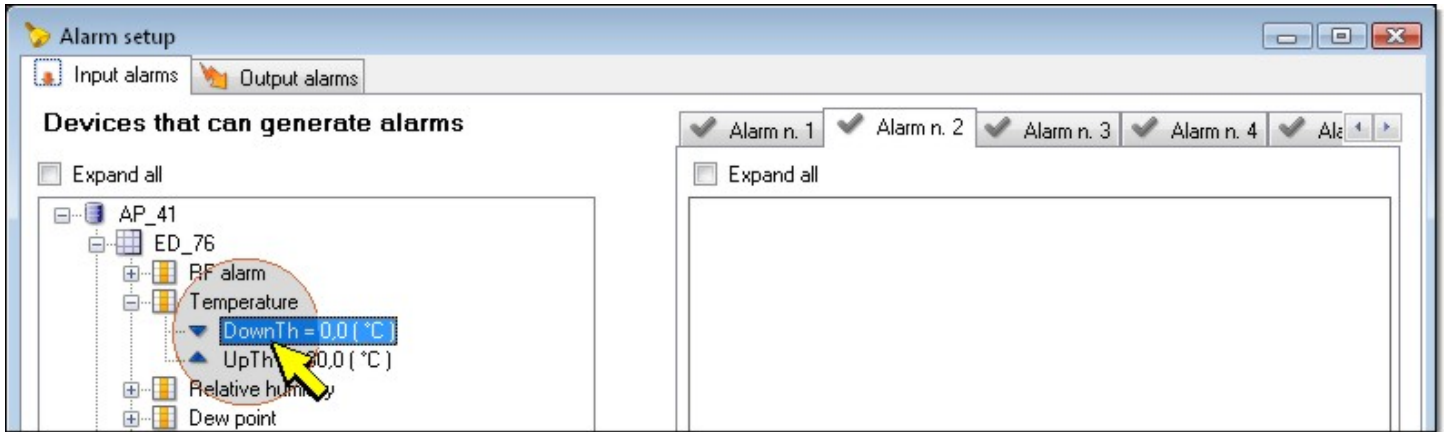 Alarm setup
Input alarms Output alarms
Devices that can generate alarms
Expand all
AP_41
ED_76
RF alarm
Temperature
DownTh = 0,0 ( °C )
UpTh 0,0 ( °C )
Relative
Dew point
Alarm n. 1 Alarm n. 2 Alarm n. 3 Alarm n. 4
Expand all